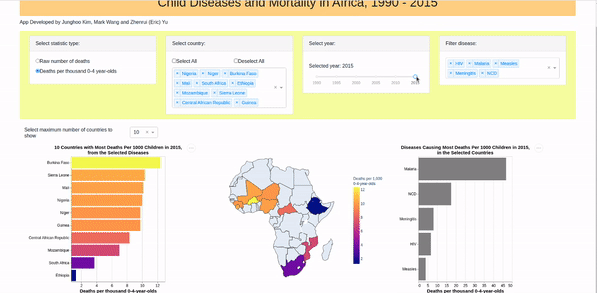 Child Diseases and Mortality in Africa, 1990 - 2015
App Developed by Junghoo Kim, Mark Wang and Zhenrui (Eric) Yu
Select statistic type:
Raw number of deaths
Deaths per thousand 0-4 year-olds
Select country:
Select All
Deselect All
× Nigeria × Niger × Burkina Faso
× Mali × South Africa × Ethiopia
× Mozambique × Sierra Leone
× Central African Republic × Guinea
Select year:
Selected year: 2015
1990 1995 2000 2005 2010 2015
Filter disease:
× HIV × Malaria × Measles
× Meningitis × NCD
Select maximum number of countries to
show
10
10 Countries with Most Deaths Per 1000 Children in 2015,
from the Selected Diseases
Burkina Faso
Sierra Leone
Mali
Nigeria
Niger
Guinea
Central African Republic
Mozambique
South Africa
Ethiopia
2 4 6 8 10 12
Deaths per thousand 0-4-year-olds
Deaths per 1,000
0-4-year-olds
12
10
8
6
4
2
Diseases Causing Most Deaths Per 1000 Children in 2015,
in the Selected Countries
Malaria
NCD
Meningitis
HIV
Measles
0 5 10 15 20 25 30 35 40 45 50
Deaths per thousand 0-4-year-olds